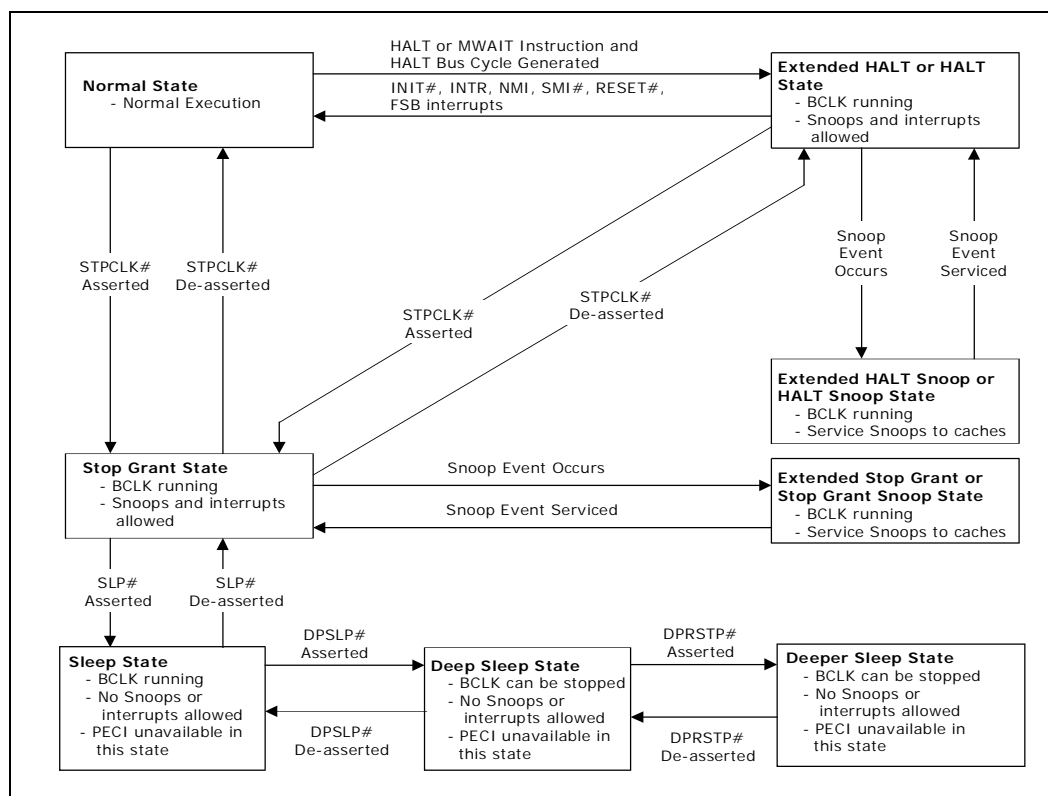 HALT or MWAIT Instruction and
HALT Bus Cycle Generated
Normal State
- Normal Execution
INIT#, INTR, NMI, SMI#, RESET#,
FSB interrupts
Extended HALT or HALT
State
- BCLK running
- Snoops and interrupts
allowed
STPCLK#
Asserted
STPCLK#
De-asserted
STPCLK#
Asserted
STPCLK#
De-asserted
Snoop
Event
Occurs
Snoop
Event
Serviced
Extended HALT Snoop or
HALT Snoop State
- BCLK running
- Service Snoops to caches
Stop Grant State
- BCLK running
- Snoops and interrupts
allowed
Snoop Event Occurs
Snoop Event Serviced
Extended Stop Grant or
Stop Grant Snoop State
- BCLK running
- Service Snoops to caches
SLP#
Asserted
SLP#
De-asserted
Sleep State
- BCLK running
- No Snoops or
interrupts allowed
- PECI unavailable in
this state
DPSLP#
Asserted
DPSLP#
De-asserted
Deep Sleep State
- BCLK can be stopped
- No Snoops or
interrupts allowed
- PECI unavailable in
this state
DPRSTP#
Asserted
DPRSTP#
De-asserted
Deeper Sleep State
- BCLK can be stopped
- No Snoops or
interrupts allowed
- PECI unavailable in
this state